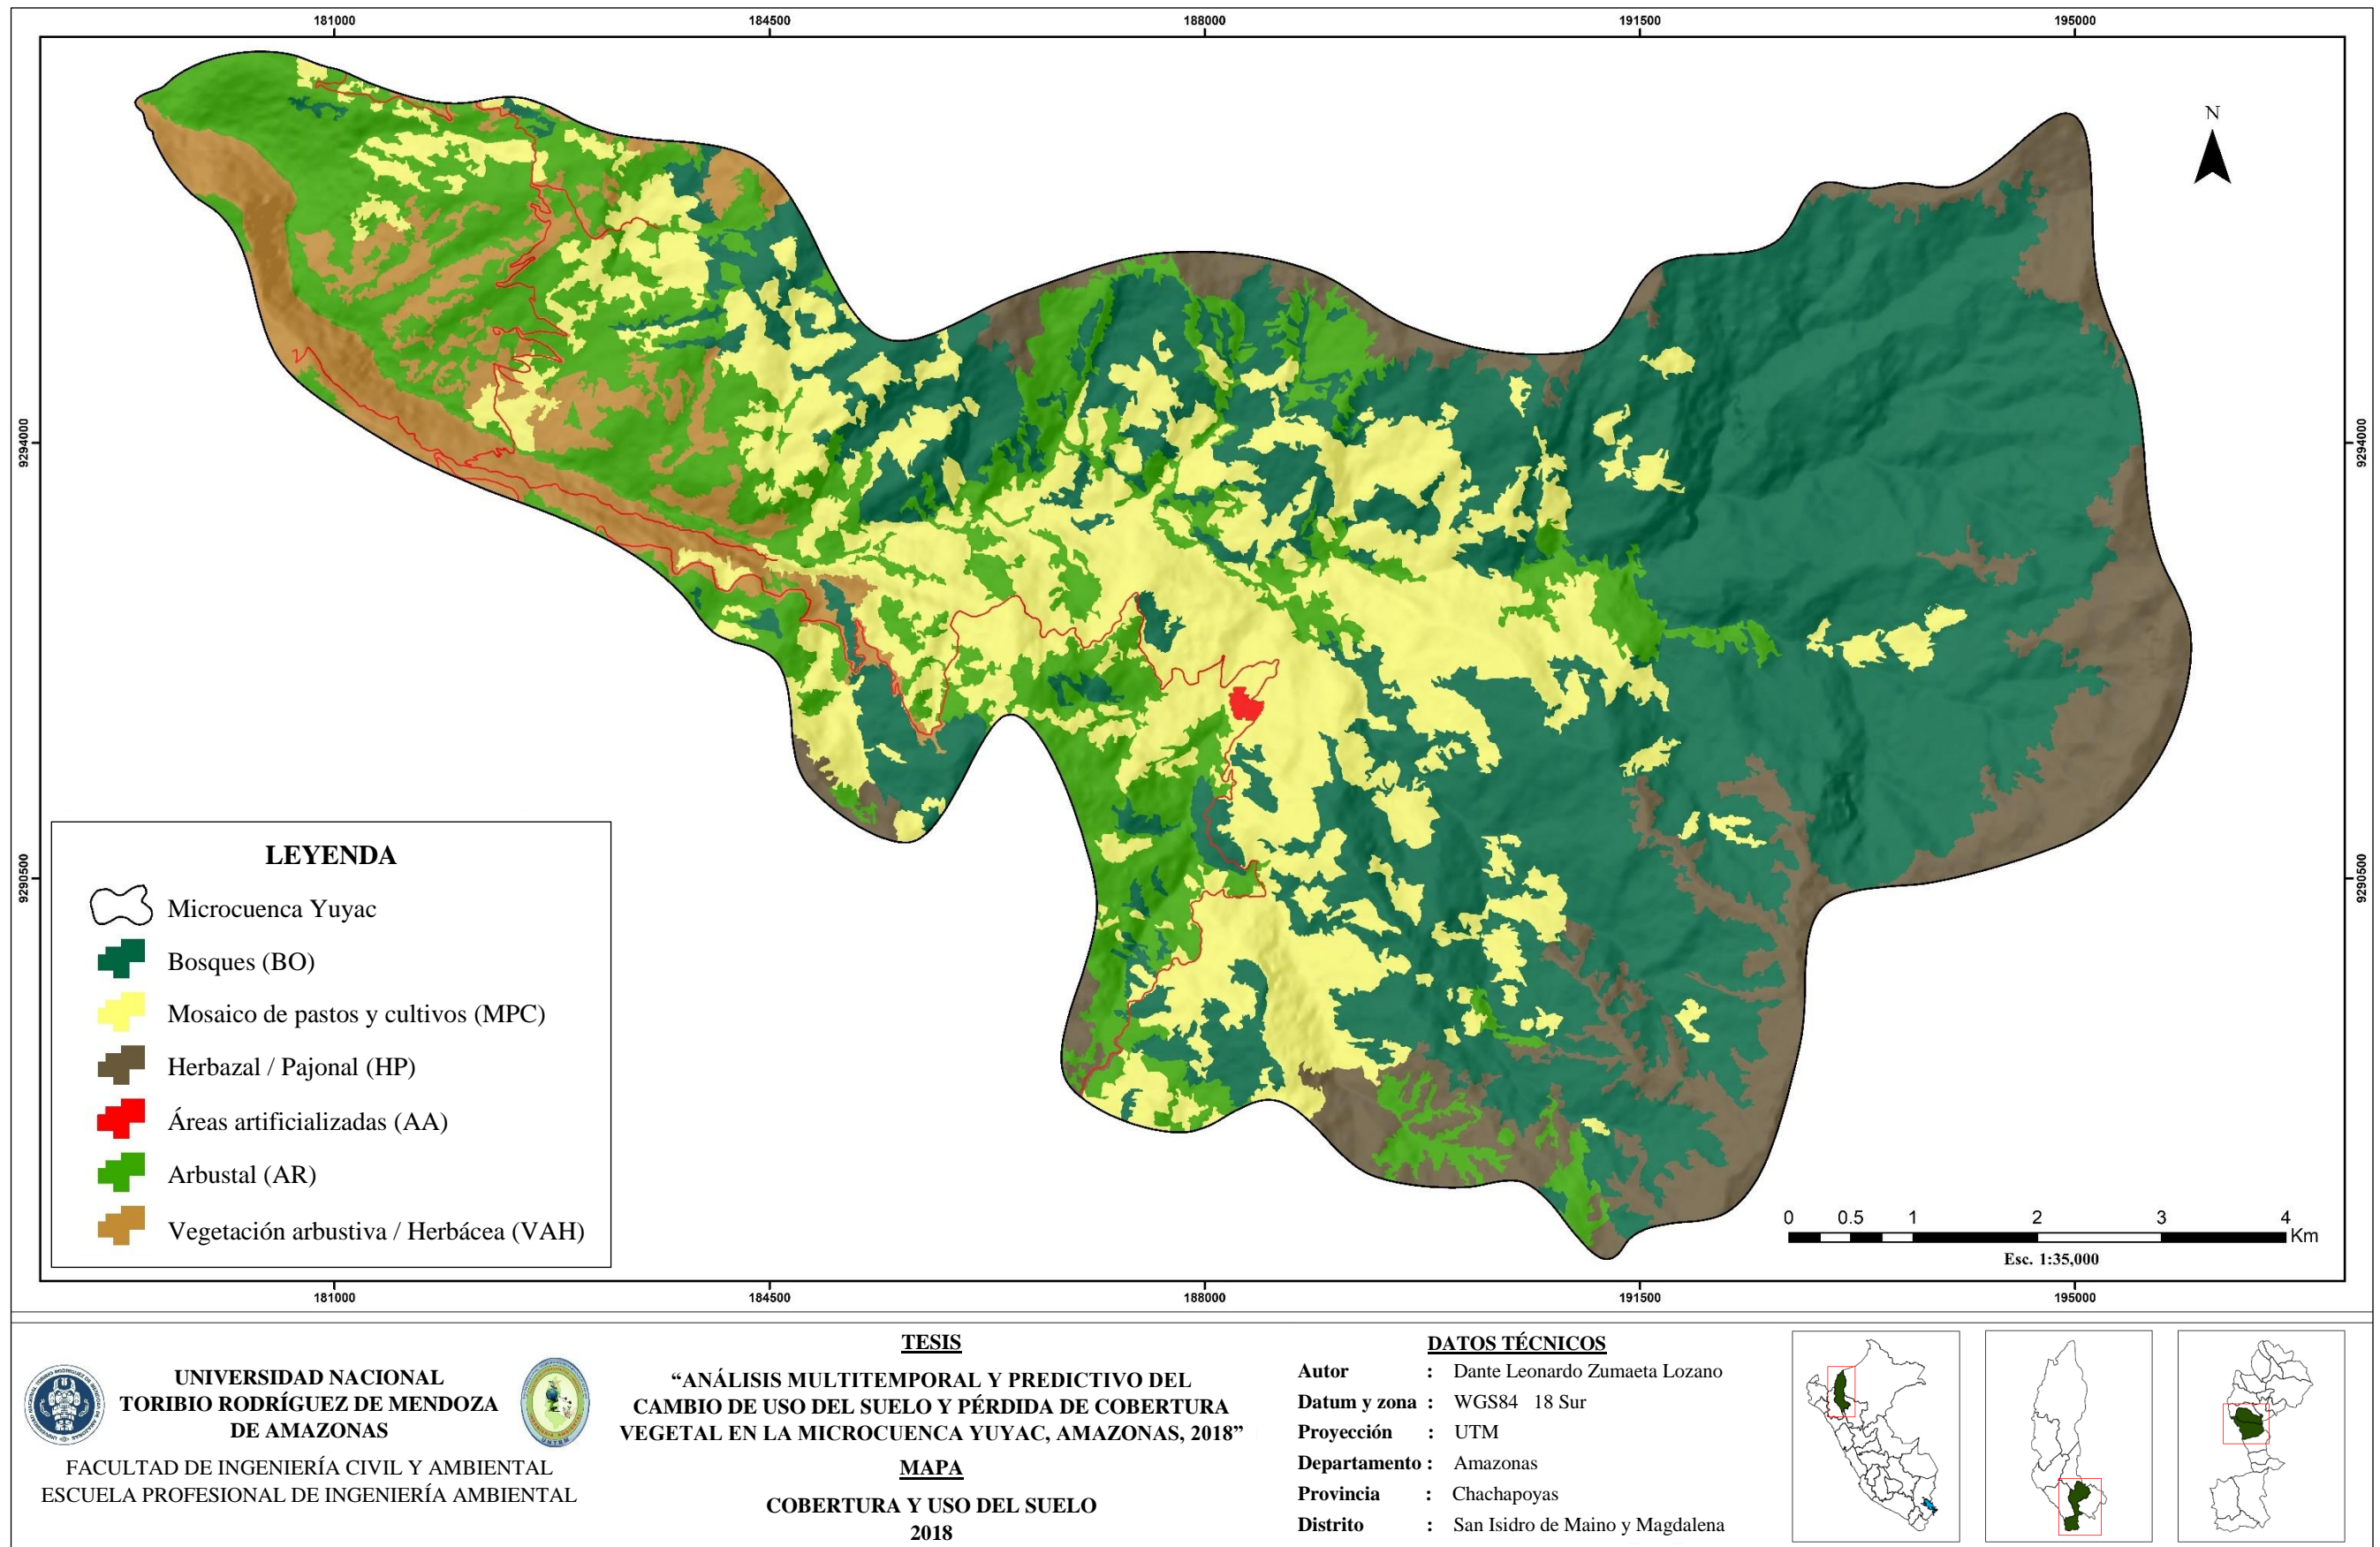 181000
184500
188000
191500
195000
N
9294000
9294000
9290500
9290500
LEYENDA
Microcuenca Yuyac
Bosques (BO)
Mosaico de pastos y cultivos (MPC)
Herbazal / Pajonal (HP)
Áreas artificializadas (AA)
Arbustal (AR)
Vegetación arbustiva / Herbácea (VAH)
0 0.5 1 2 3 4
Km
Esc. 1:35,000
181000
184500
188000
191500
195000
UNIVERSIDAD NACIONAL
TORIBIO RODRÍGUEZ DE MENDOZA
DE AMAZONAS
FACULTAD DE INGENIERÍA CIVIL Y AMBIENTAL
ESCUELA PROFESIONAL DE INGENIERÍA AMBIENTAL
TESIS
“ANÁLISIS MULTITEMPORAL Y PREDICTIVO DEL
CAMBIO DE USO DEL SUELO Y PÉRDIDA DE COBERTURA
VEGETAL EN LA MICROCUENCA YUYAC, AMAZONAS, 2018”
MAPA
COBERTURA Y USO DEL SUELO
2018
DATOS TÉCNICOS
Autor : Dante Leonardo Zumaeta Lozano
Datum y zona : WGS84 18 Sur
Proyección : UTM
Departamento : Amazonas
Provincia : Chachapoyas
Distrito : San Isidro de Maino y Magdalena